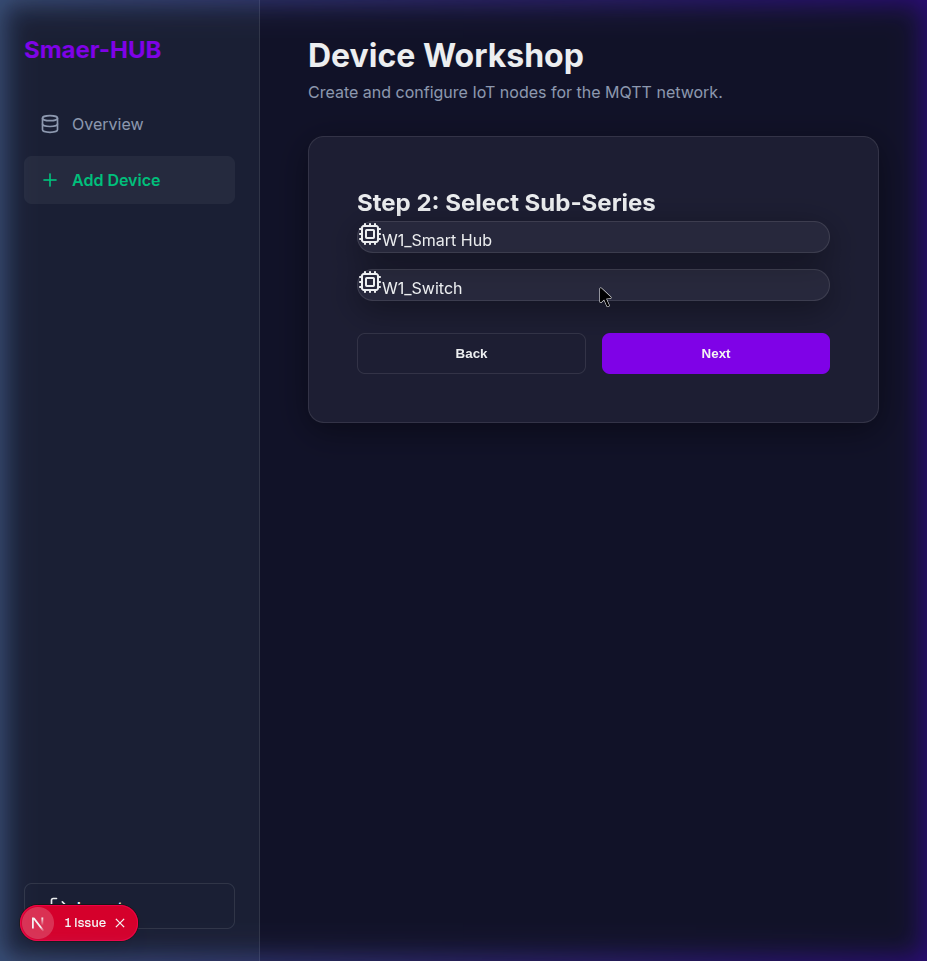 Smaer-HUB
Overview
Add Device
Device Workshop
Create and configure IoT nodes for the MQTT network.
Step 2: Select Sub-Series
W1_Smart Hub
W1_Switch
Back
Next
1 Issue